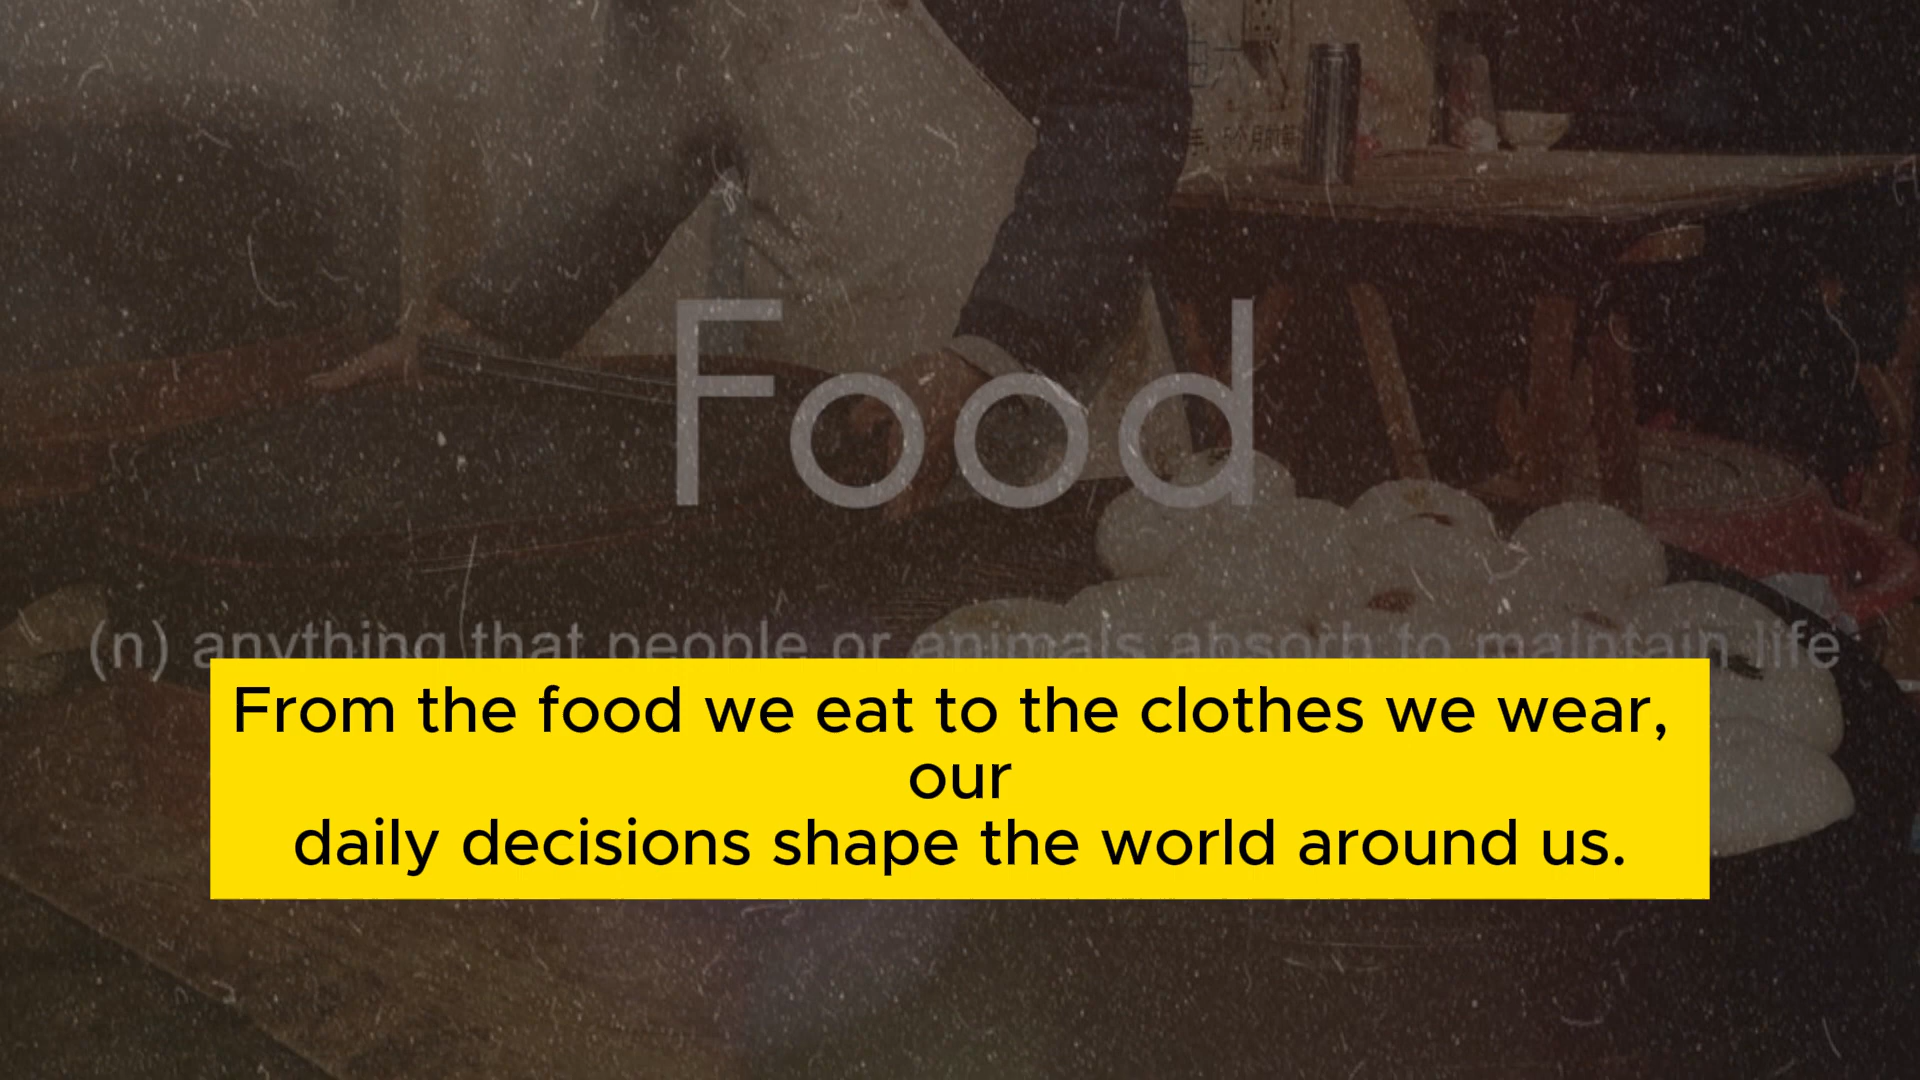 Food
(n) anything that people or animals absorb to maintain life
From the food we eat to the clothes we wear,
our
daily decisions shape the world around us.